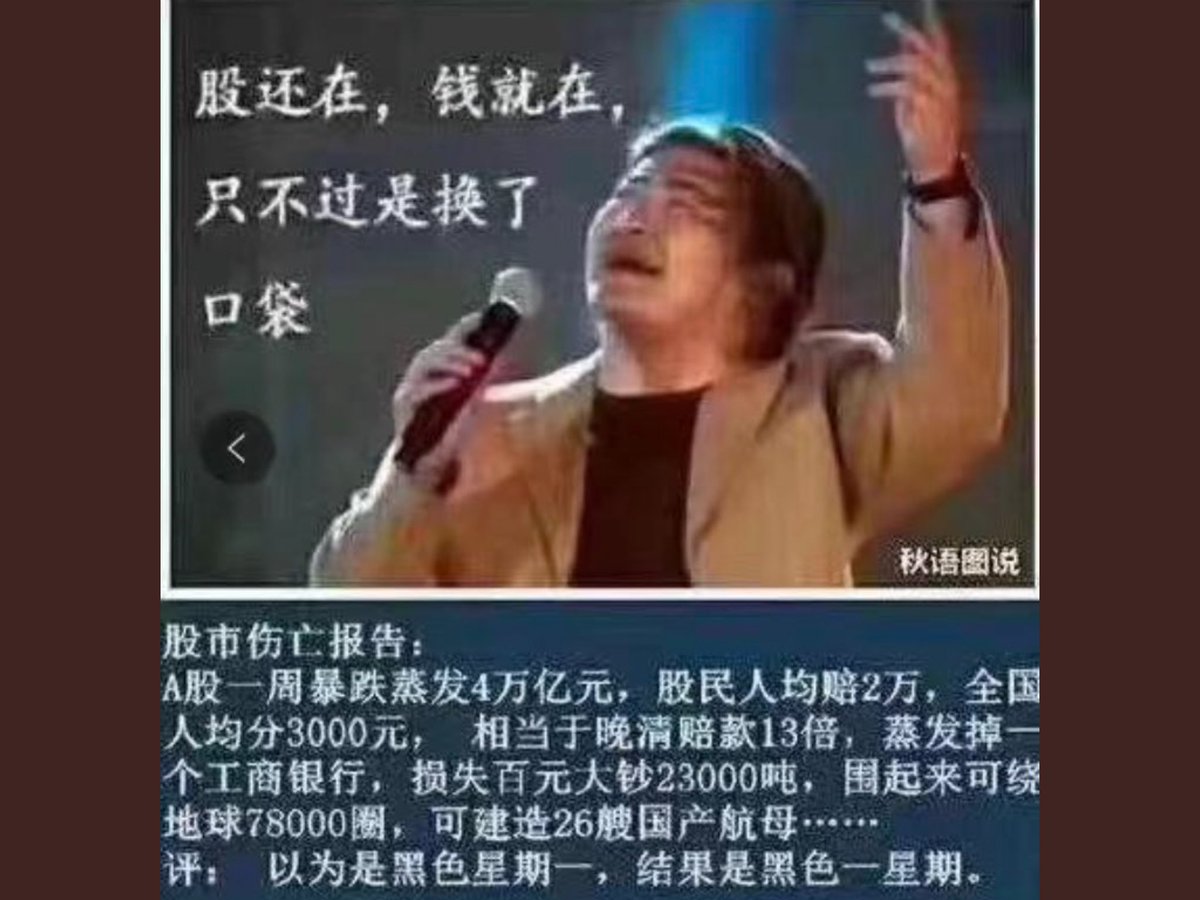 股还在，钱就在，
只不过是换了
口袋
秋语图说
股市伤亡报告：
A股一周暴跌蒸发4万亿元，股民人均赔2万，全国
人均分3000元， 相当于晚清赔款13倍，蒸发掉一
个工商银行，损失百元大钞23000吨，围起来可绕
地球78000圈，可建造26艘国产航母……
评： 以为是黑色星期一，结果是黑色一星期。